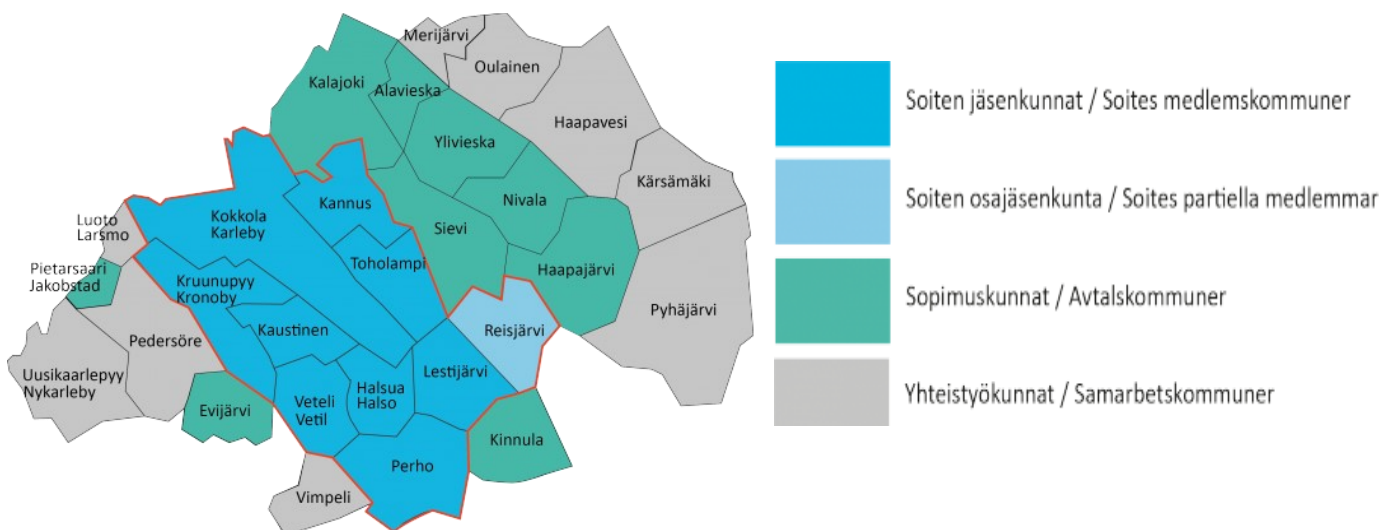 Merijärvi
Oulainen
Kalajoki
Alavieska
Haapavesi
Ylivieska
Kärsämäki
Kannus
Nivala
Luoto
Larsmo
Kokkola
Karleby
Sievi
Toholampi
Haapajärvi
Pietarsaari
Jakobstad
Kruunupyy
Kronoby
Pyhäjärvi
Kaustinen
Reisjärvi
Pedersöre
Uusikaarlepyy
Nykarleby
Lestijärvi
Halsua
Halso
Evijärvi
Veteli
Vetil
Kinnula
Perho
Vimpeli
Soiten jäsenkunnat / Soites medlemskommuner
Soiten osajäsenkunta / Soites partiella medlemmar
Sopimuskunnat / Avtalskommuner
Yhteistyökunnat / Samarbetskommuner